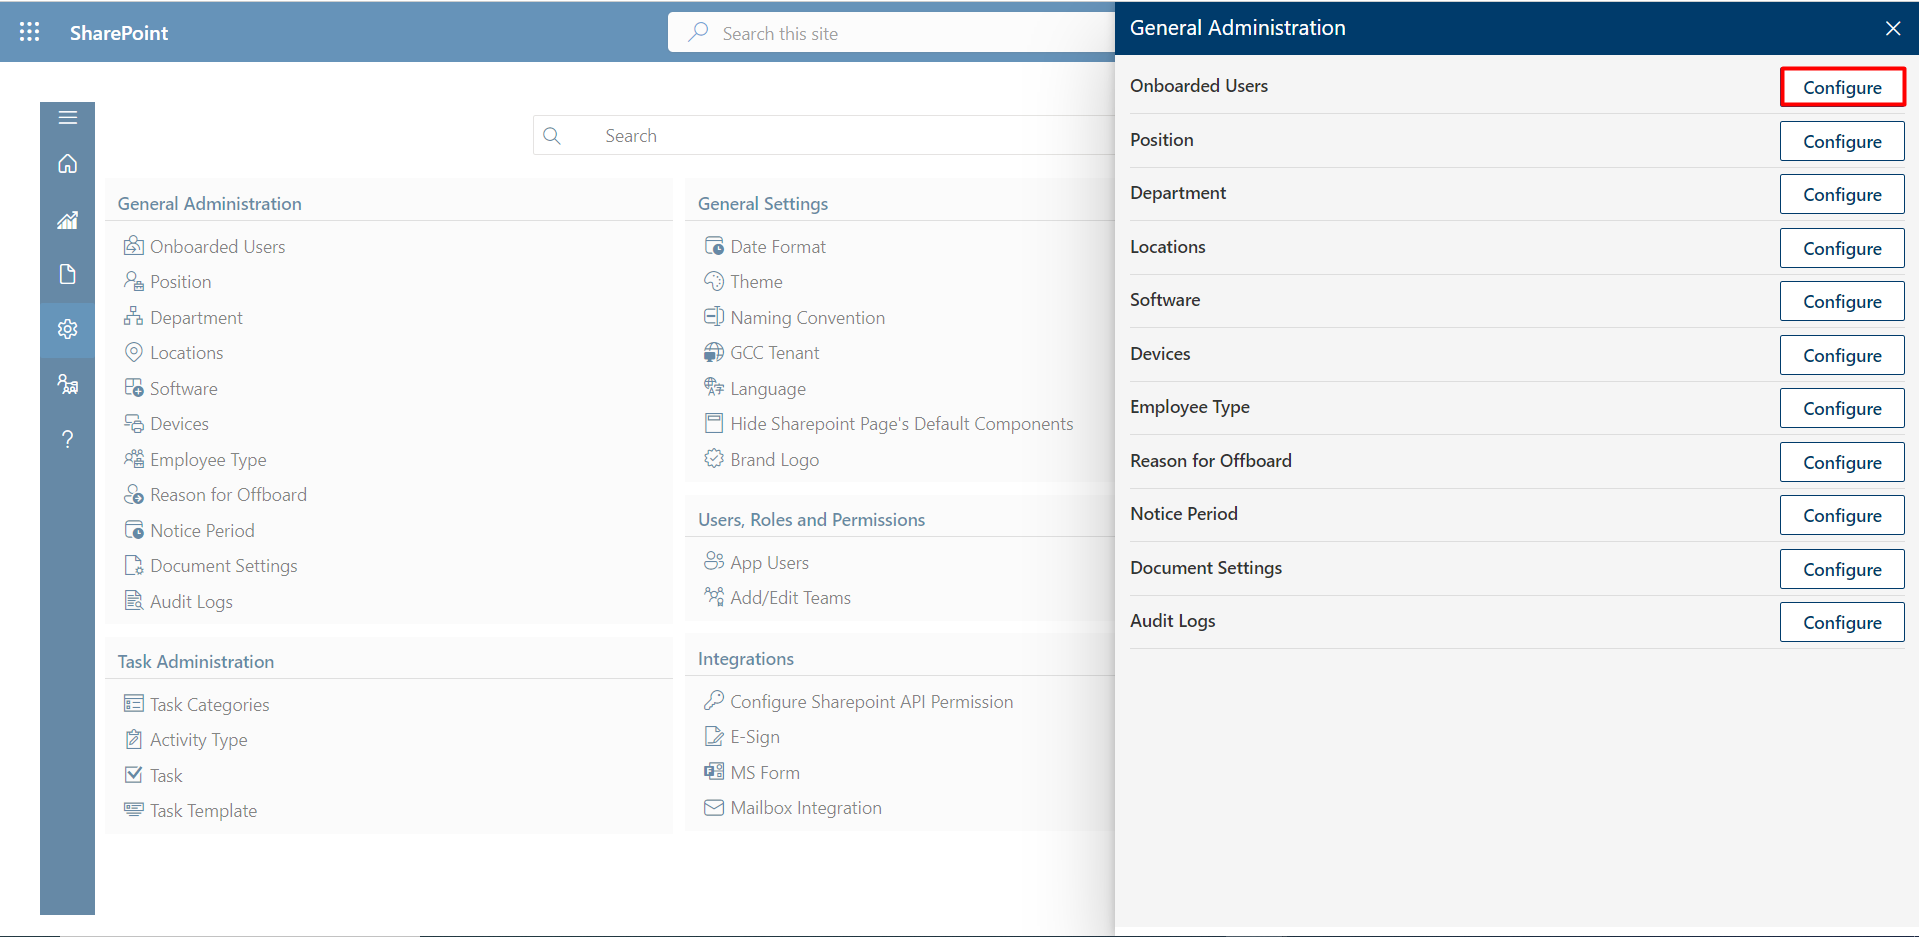 SharePoint
Search this site
General Administration
Onboarded Users
Configure
Position
Configure
Department
Configure
Locations
Configure
Software
Configure
Devices
Configure
Employee Type
Configure
Reason for Offboard
Configure
Notice Period
Configure
Document Settings
Configure
Audit Logs
Configure
Search
General Administration
Onboarded Users
Position
Department
Locations
Software
Devices
Employee Type
Reason for Offboard
Notice Period
Document Settings
Audit Logs
Task Administration
Task Categories
Activity Type
Task
Task Template
General Settings
Date Format
Theme
Naming Convention
GCC Tenant
Language
Hide Sharepoint Page's Default Components
Brand Logo
Users, Roles and Permissions
App Users
Add/Edit Teams
Integrations
Configure Sharepoint API Permission
E-Sign
MS Form
Mailbox Integration